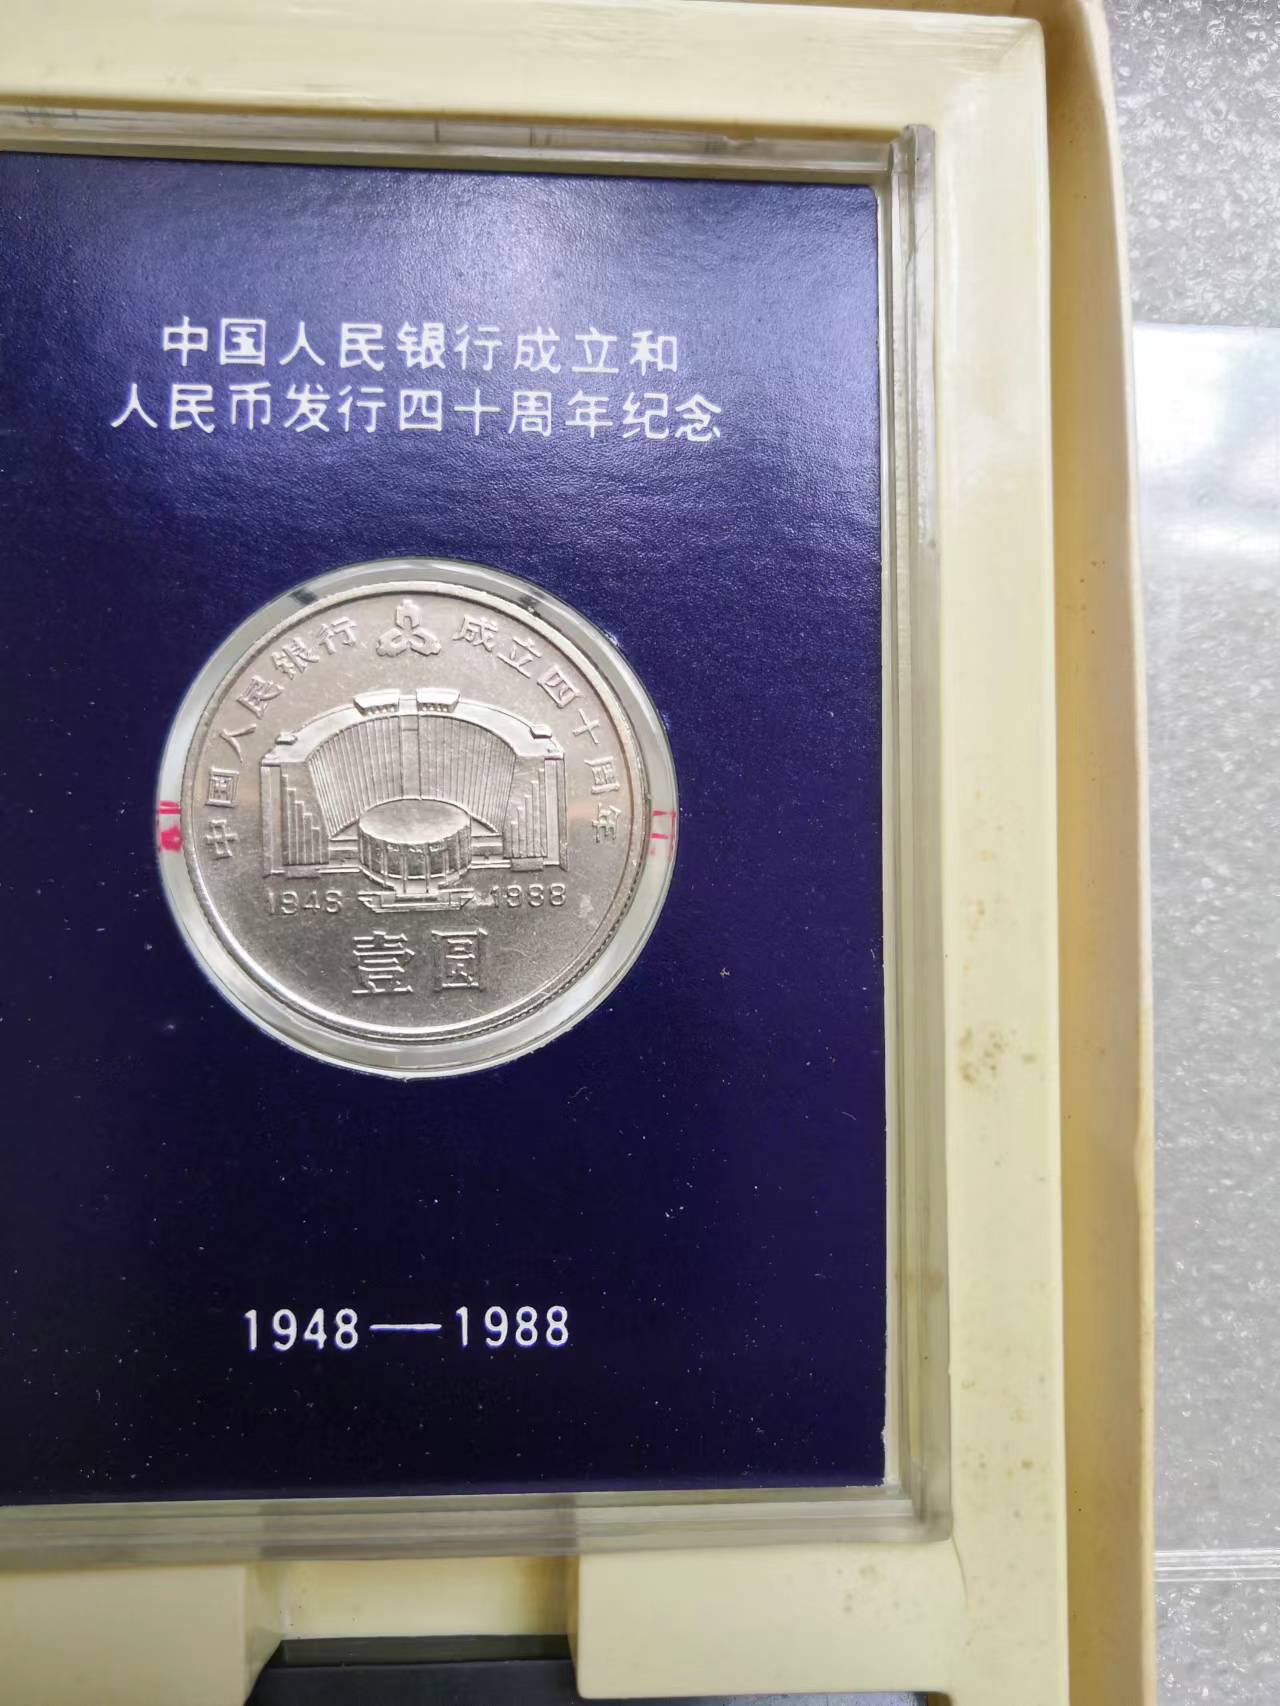 中国人民银行成立和
人民币发行四十周年纪念
中国人民银行 成立四十周年
1948 1988
壹圆
1948—1988